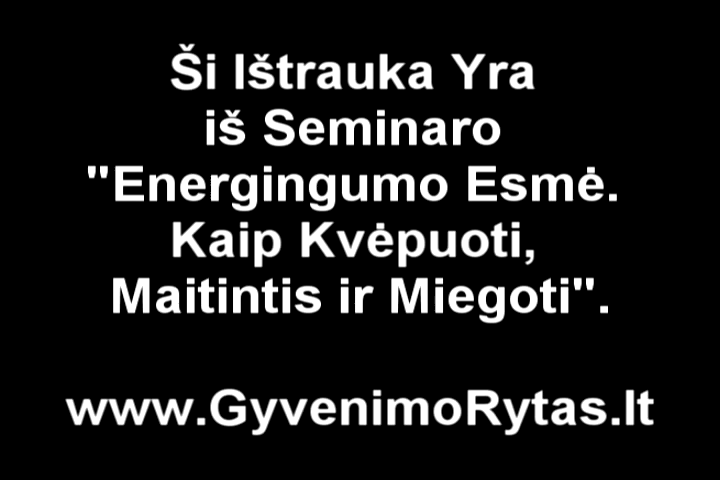 Ši Ištrauka Yra
iš Seminaro
"Energingumo Esmė.
Kaip Kvėpuoti,
Maitintis ir Miegoti".
www.GyvenimoRytas.lt